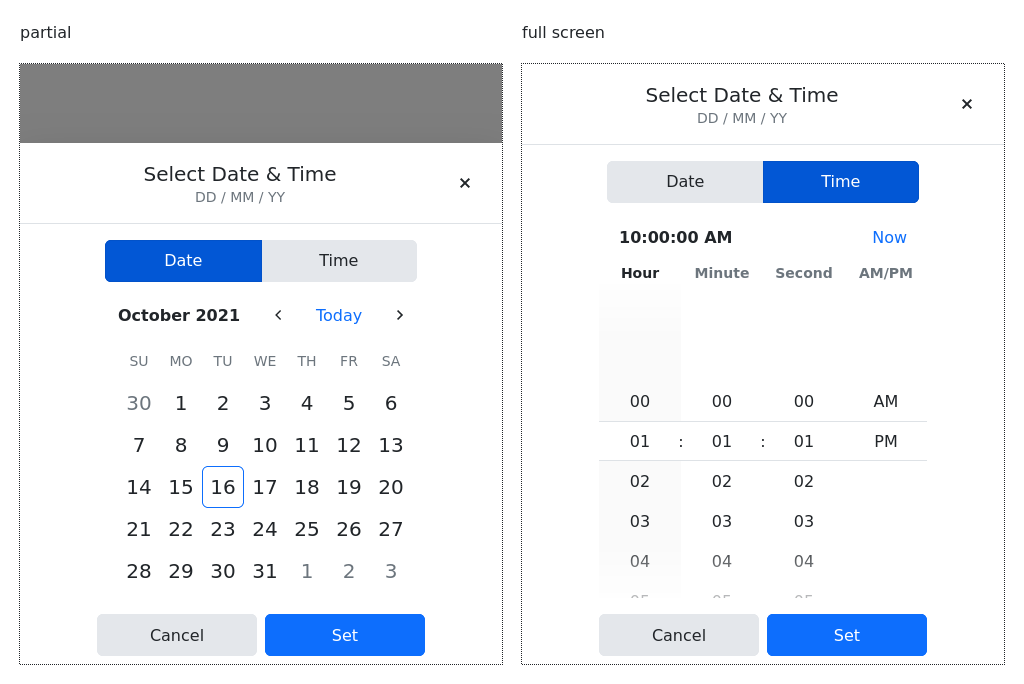 partial
Select Date & Time
DD / MM / YY
×
Date Time
October 2021 Today
SU MO TU WE TH FR SA
30 1 2 3 4 5 6
7 8 9 10 11 12 13
14 15 16 17 18 19 20
21 22 23 24 25 26 27
28 29 30 31 1 2 3
Cancel Set
full screen
Select Date & Time
DD / MM / YY
×
Date Time
10:00:00 AM Now
Hour Minute Second AM/PM
00 00 00 AM
01 : 01 : 01 PM
02 02 02
03 03 03
04 04 04
05 05 05
Cancel Set